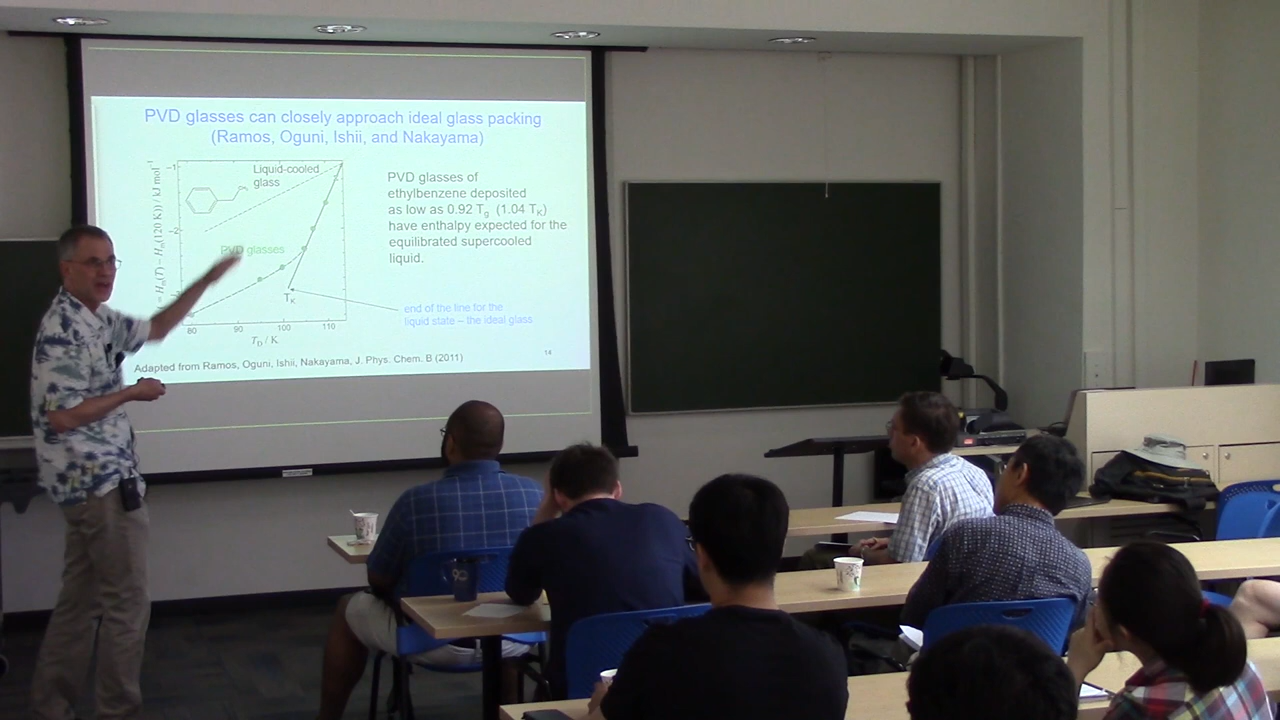 PVD glasses can closely approach ideal glass packing
(Ramos, Oguni, Ishii, and Nakayama)
Liquid-cooled
glass
−1
−2
PVD glasses
T_K
80
90
100
110
T_D / K
PVD glasses of
ethylbenzene deposited
as low as 0.92 T_g (1.04 T_K)
have enthalpy expected for the
equilibrated supercooled
liquid.
end of the line for the
liquid state – the ideal glass
Adapted from Ramos, Oguni, Ishii, Nakayama, J. Phys. Chem. B (2011)
14